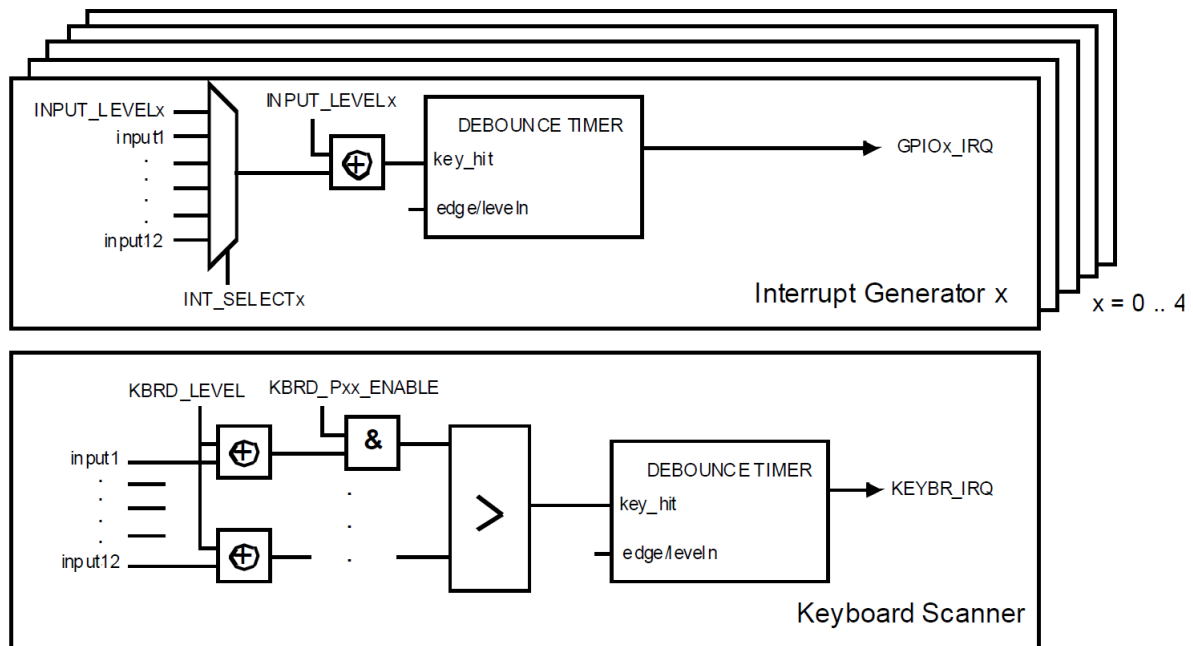 INPUT_LEVELx
INPUT_LEVELx
input1
.
.
.
.
input12
INT_SELECTx
DEBOUNCE TIMER
key_hit
edge/leveln
GPIOx_IRQ
Interrupt Generator x
x = 0 .. 4
KBRD_LEVEL
KBRD_Pxx_ENABLE
input1
.
.
.
.
input12
&
.
.
.
>
DEBOUNCE TIMER
key_hit
edge/leveln
KEYBR_IRQ
Keyboard Scanner